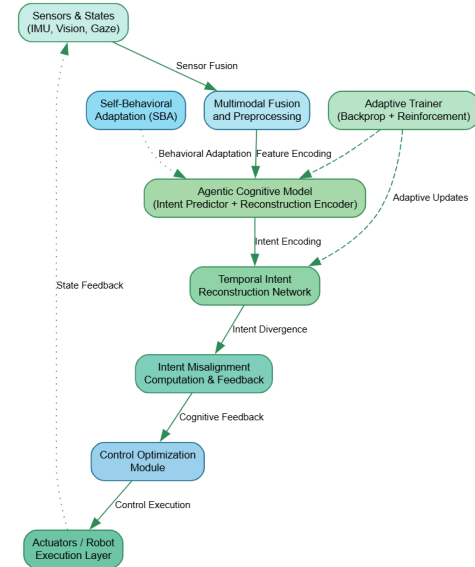 Sensors & States
(IMU, Vision, Gaze)
Sensor Fusion
Self-Behavioral
Adaptation (SBA)
Multimodal Fusion
and Preprocessing
Adaptive Trainer
(Backprop + Reinforcement)
Behavioral Adaptation
Feature Encoding
Agentic Cognitive Model
(Intent Predictor + Reconstruction Encoder)
Adaptive Updates
Intent Encoding
Temporal Intent
Reconstruction Network
State Feedback
Intent Divergence
Intent Misalignment
Computation & Feedback
Cognitive Feedback
Control Optimization
Module
Control Execution
Actuators / Robot
Execution Layer